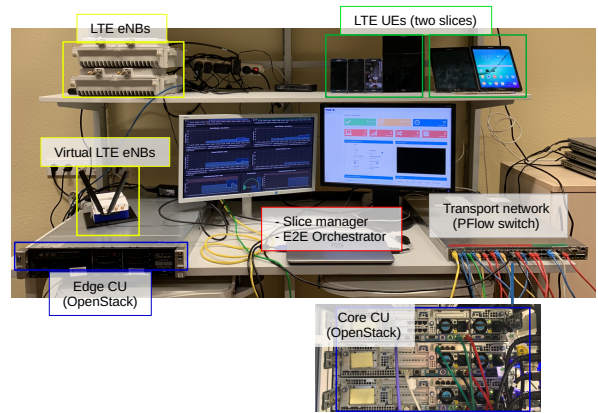 LTE eNBs
LTE UEs (two slices)
Virtual LTE eNBs
- Slice manager
- E2E Orchestrator
Transport network
(PFlow switch)
Edge CU
(OpenStack)
Core CU
(OpenStack)